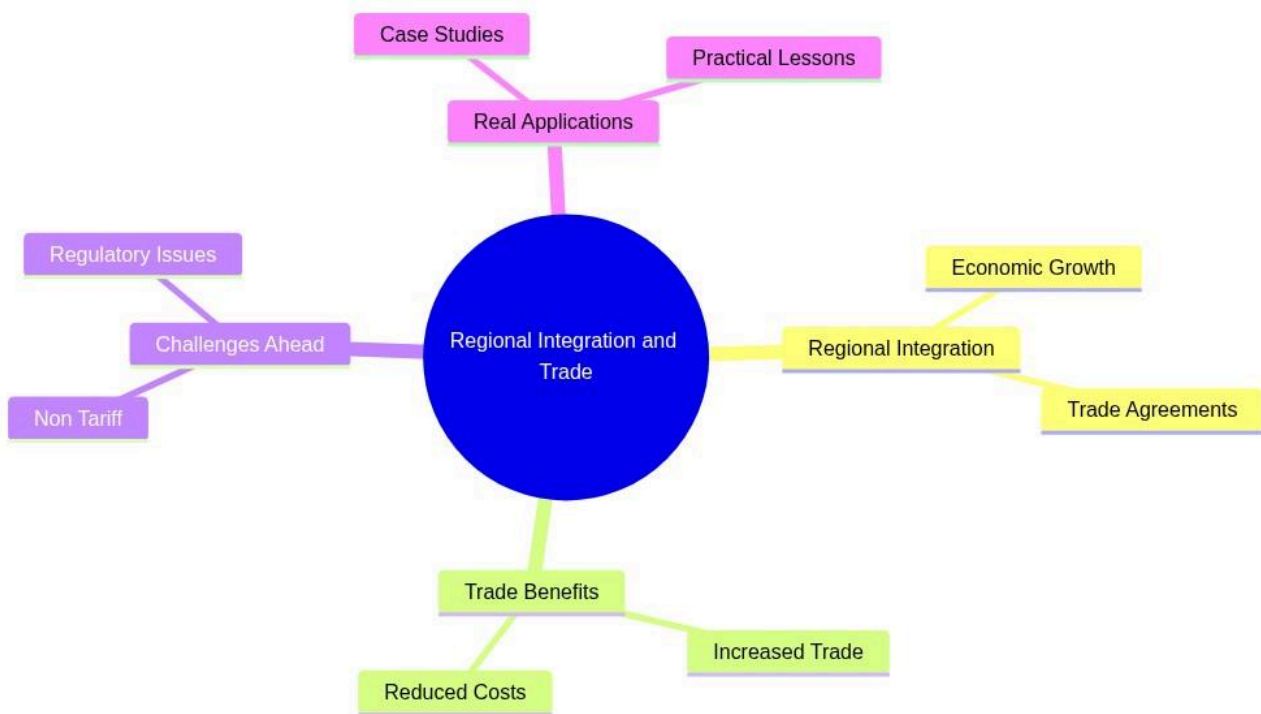 Case Studies
Practical Lessons
Real Applications
Regulatory Issues
Economic Growth
Challenges Ahead
Regional Integration and
Trade
Regional Integration
Non Tariff
Trade Agreements
Trade Benefits
Increased Trade
Reduced Costs